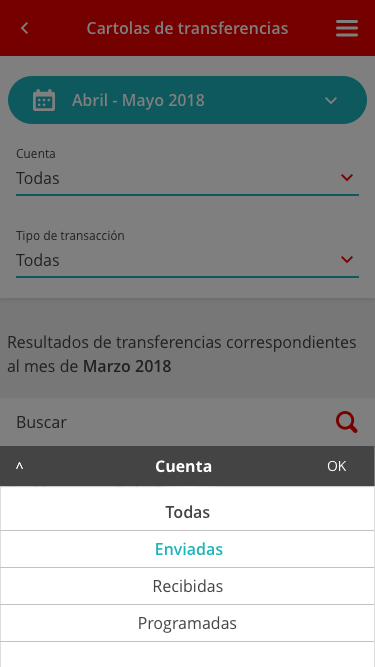 Cartolas de transferencias
Abril - Mayo 2018
Cuenta
Todas
Tipo de transacción
Todas
Resultados de transferencias correspondientes
al mes de Marzo 2018
Buscar
^ Cuenta OK
Todas
Enviadas
Recibidas
Programadas